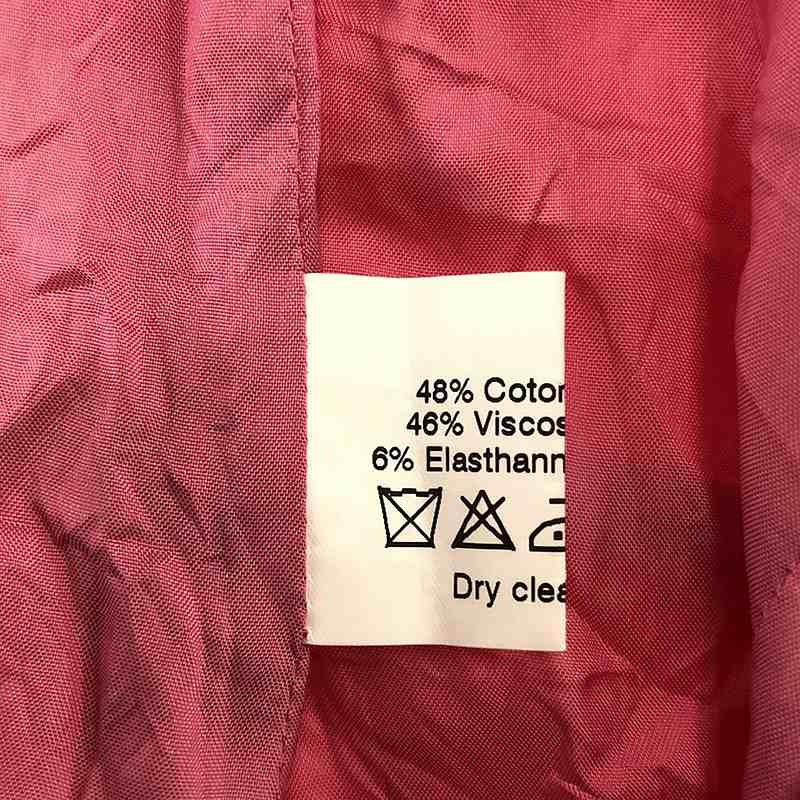 48% Coton
46% Viscos
6% Elasthann
Dry clea